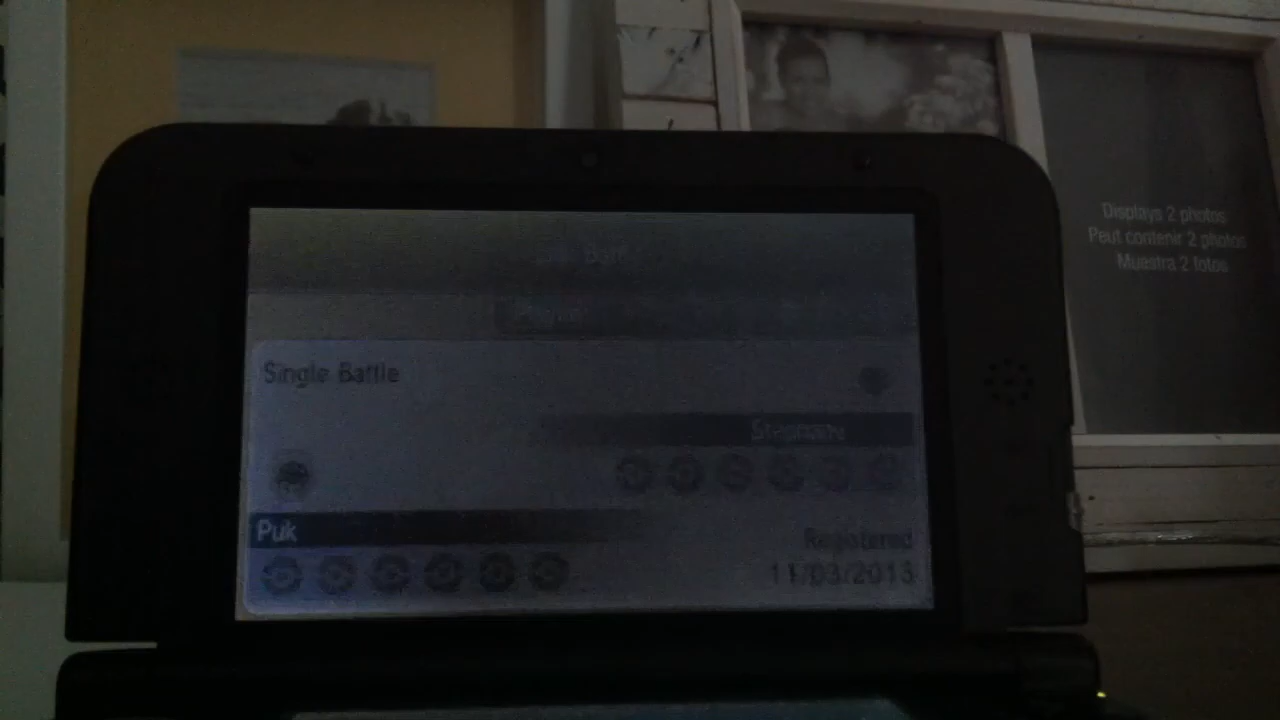 Displays 2 photos
Peut contenir 2 photos
Muestra 2 fotos
Single Battle
Puk
Registered
11/03/2013